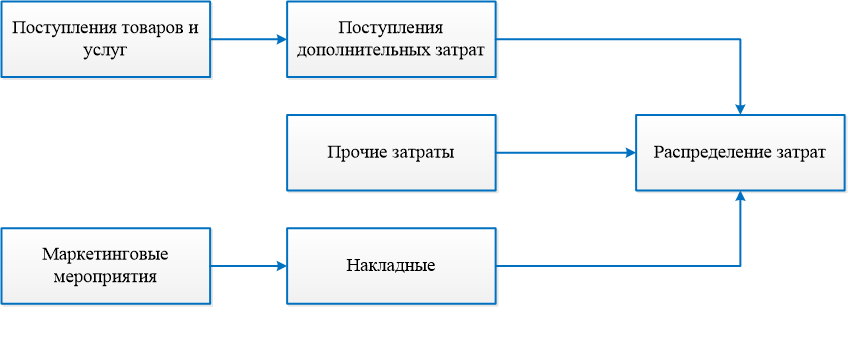 Поступления товаров и
услуг
Поступления
дополнительных затрат
Прочие затраты
Распределение затрат
Маркетинговые
мероприятия
Накладные